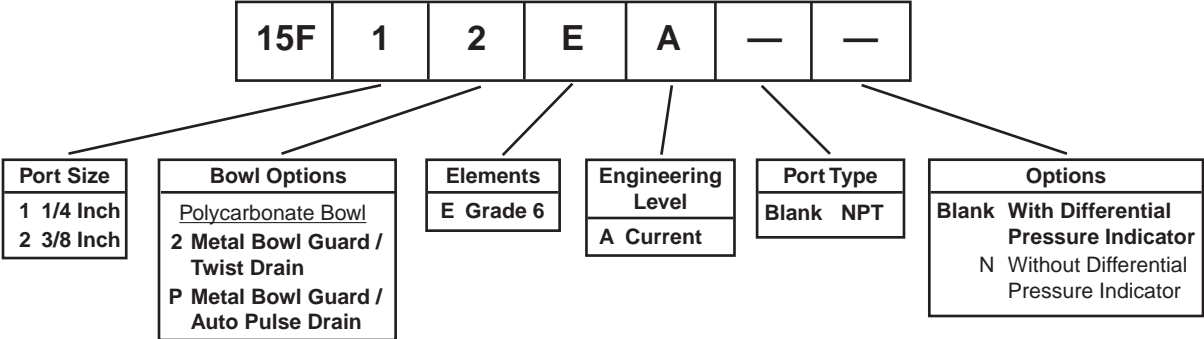 15F 1 2 E A — —
Port Size
1 1/4 Inch
2 3/8 Inch
Bowl Options
Polycarbonate Bowl
2 Metal Bowl Guard /
Twist Drain
P Metal Bowl Guard /
Auto Pulse Drain
Elements
E Grade 6
Engineering
Level
A Current
Port Type
Blank NPT
Options
Blank With Differential
Pressure Indicator
N Without Differential
Pressure Indicator